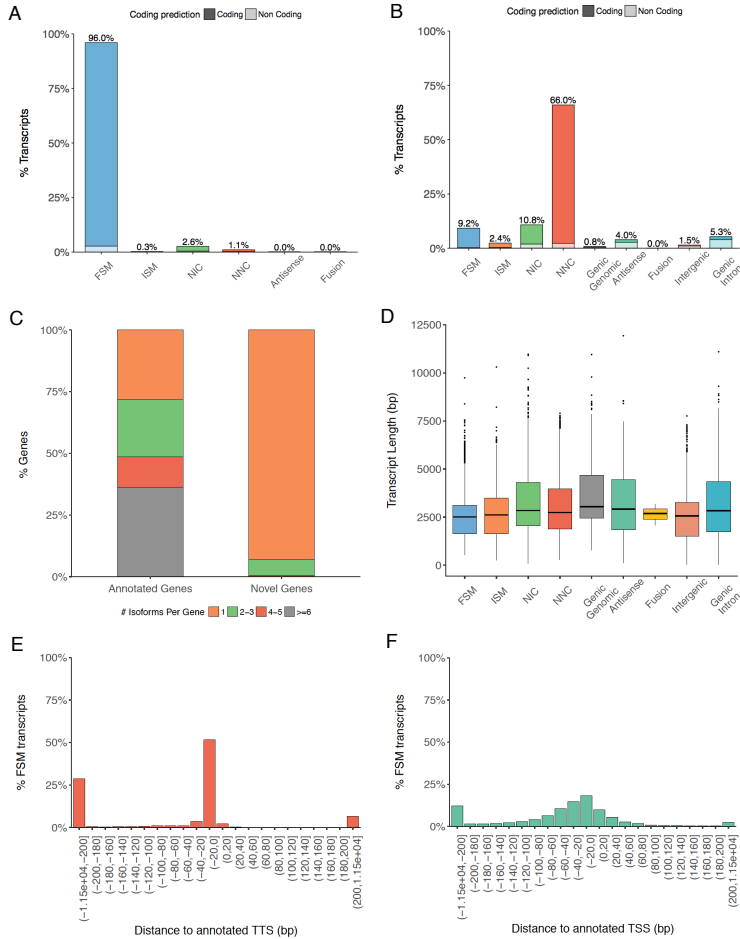 A
Coding prediction Coding Non Coding
100%
75%
50%
25%
0%
% Transcripts
96.0%
0.3%
2.6%
1.1%
0.0%
0.0%
FSM
ISM
NIC
NNC
Antisense
Fusion
B
Coding prediction Coding Non Coding
100%
75%
50%
25%
0%
% Transcripts
9.2%
2.4%
10.8%
66.0%
0.8%
4.0%
0.0%
1.5%
5.3%
FSM
ISM
NIC
NNC
Genic
Genomic
Antisense
Fusion
Intergenic
Genic
Intron
C
100%
75%
50%
25%
0%
% Genes
Annotated Genes
Novel Genes
# Isoforms Per Gene 1 2−3 4−5 >=6
D
12500
10000
7500
5000
2500
0
Transcript Length (bp)
FSM
ISM
NIC
NNC
Genic
Genomic
Antisense
Fusion
Intergenic
Genic
Intron
E
100%
75%
50%
25%
0%
% FSM transcripts
(−1.15e+04,−200]
(−200,−180]
(−180,−160]
(−160,−140]
(−140,−120]
(−120,−100]
(−100,−80]
(−80,−60]
(−60,−40]
(−40,−20]
(−20,0]
(0,20]
(20,40]
(40,60]
(60,80]
(80,100]
(100,120]
(120,140]
(140,160]
(160,180]
(180,200]
(200,1.15e+04]
Distance to annotated TTS (bp)
F
100%
75%
50%
25%
0%
% FSM transcripts
(−1.15e+04,−200]
(−200,−180]
(−180,−160]
(−160,−140]
(−140,−120]
(−120,−100]
(−100,−80]
(−80,−60]
(−60,−40]
(−40,−20]
(−20,0]
(0,20]
(20,40]
(40,60]
(60,80]
(80,100]
(100,120]
(120,140]
(140,160]
(160,180]
(180,200]
(200,1.15e+04]
Distance to annotated TSS (bp)